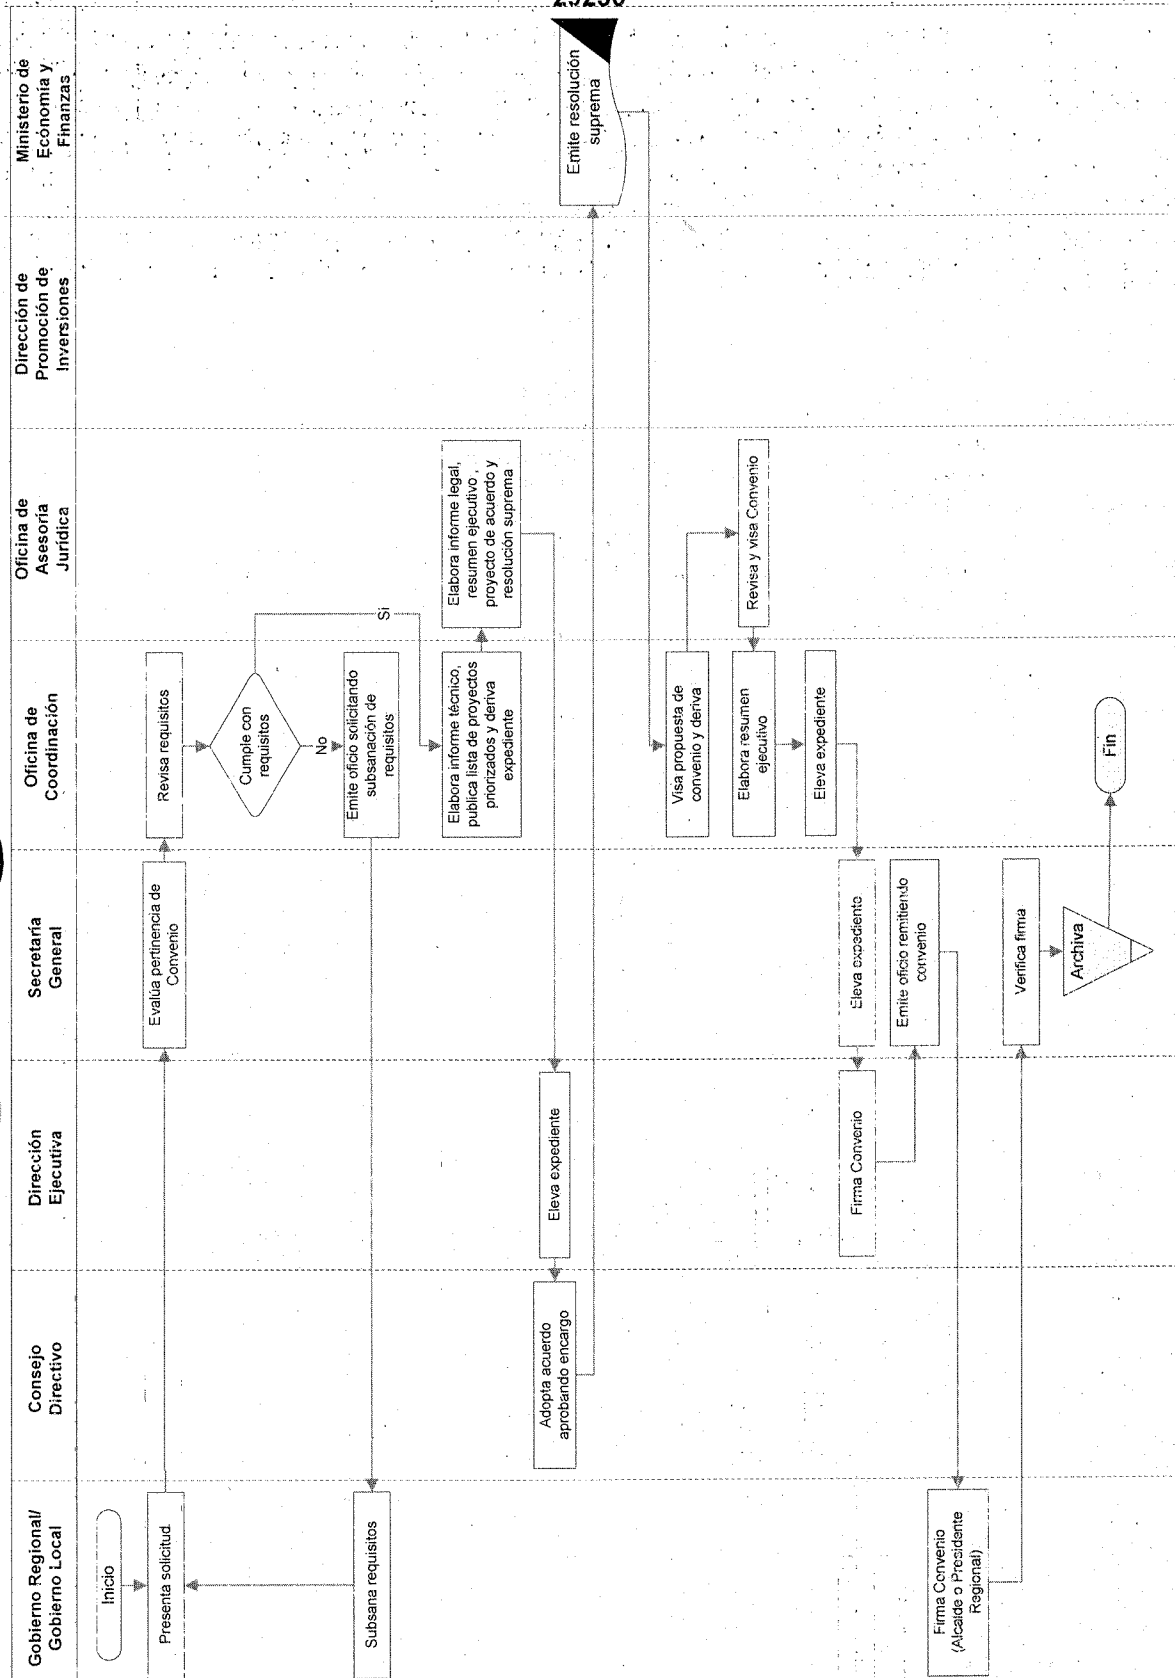 Gobierno Regional/
Gobierno Local
Consejo
Directivo
Dirección
Ejecutiva
Secretaría
General
Oficina de
Coordinación
Oficina de
Asesoría
Jurídica
Dirección de
Promoción de
Inversiones
Ministerio de
Economía y
Finanzas
Inicio
Presenta solicitud
Evalúa pertinencia de
Convenio
Revisa requisitos
Cumple con
requisitos
No
Si
Emite oficio solicitando
subsanación de
requisitos
Subsana requisitos
Elabora informe técnico,
publica lista de proyectos
priorizados y deriva
expediente
Elabora informe legal,
resumen ejecutivo,
proyecto de acuerdo y
resolución suprema
Eleva expediente
Adopta acuerdo
aprobando encargo
Emite resolución
suprema
Visa propuesta de
convenio y deriva
Revisa y visa Convenio
Elabora resumen
ejecutivo
Eleva expediente
Eleva expediente
Firma Convenio
Emite oficio remitiendo
convenio
Firma Convenio
(Alcalde o Presidente
Regional)
Verifica firma
Archiva
Fin